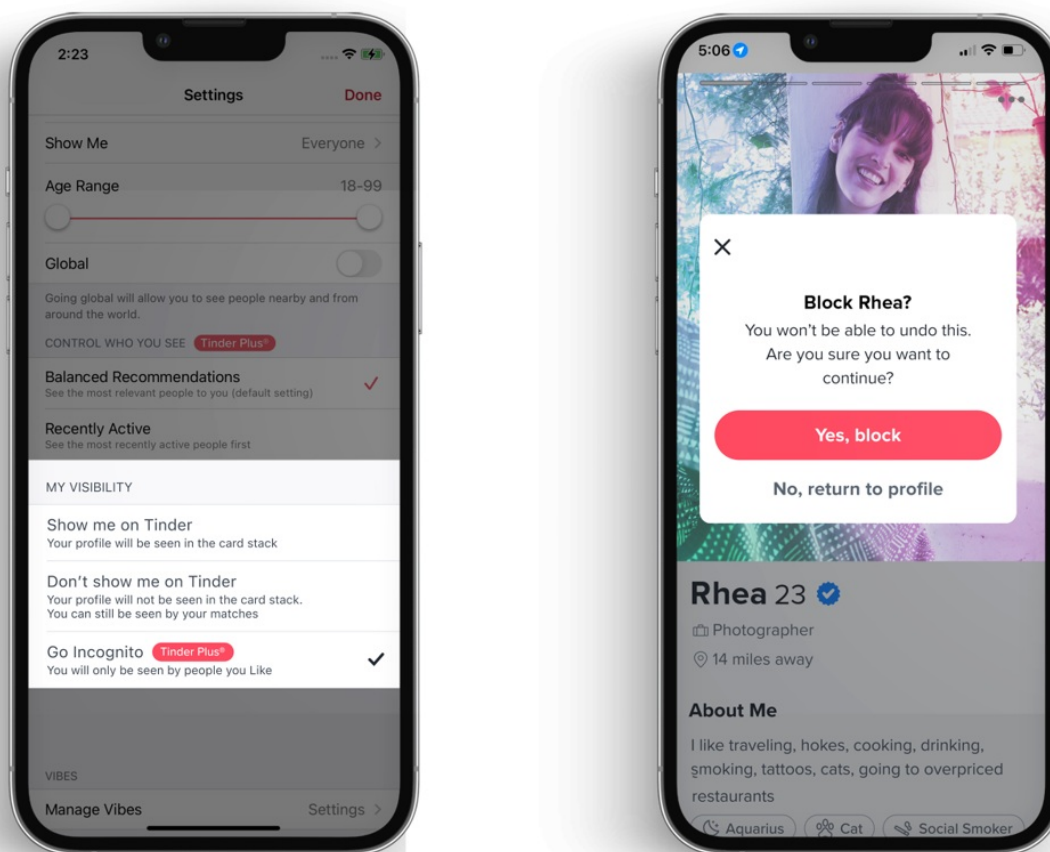 2:23
Settings
Done
Show Me
Everyone >
Age Range
18-99
Global
Going global will allow you to see people nearby and from
around the world.
CONTROL WHO YOU SEE Tinder Plus®
Balanced Recommendations
See the most relevant people to you (default setting)
Recently Active
See the most recently active people first
MY VISIBILITY
Show me on Tinder
Your profile will be seen in the card stack
Don't show me on Tinder
Your profile will not be seen in the card stack.
You can still be seen by your matches
Go Incognito Tinder Plus®
You will only be seen by people you Like
VIBES
Manage Vibes
Settings >
5:06
Block Rhea?
You won't be able to undo this.
Are you sure you want to
continue?
Yes, block
No, return to profile
Rhea 23
Photographer
14 miles away
About Me
I like traveling, hokes, cooking, drinking,
smoking, tattoos, cats, going to overpriced
restaurants
Aquarius
Cat
Social Smoker